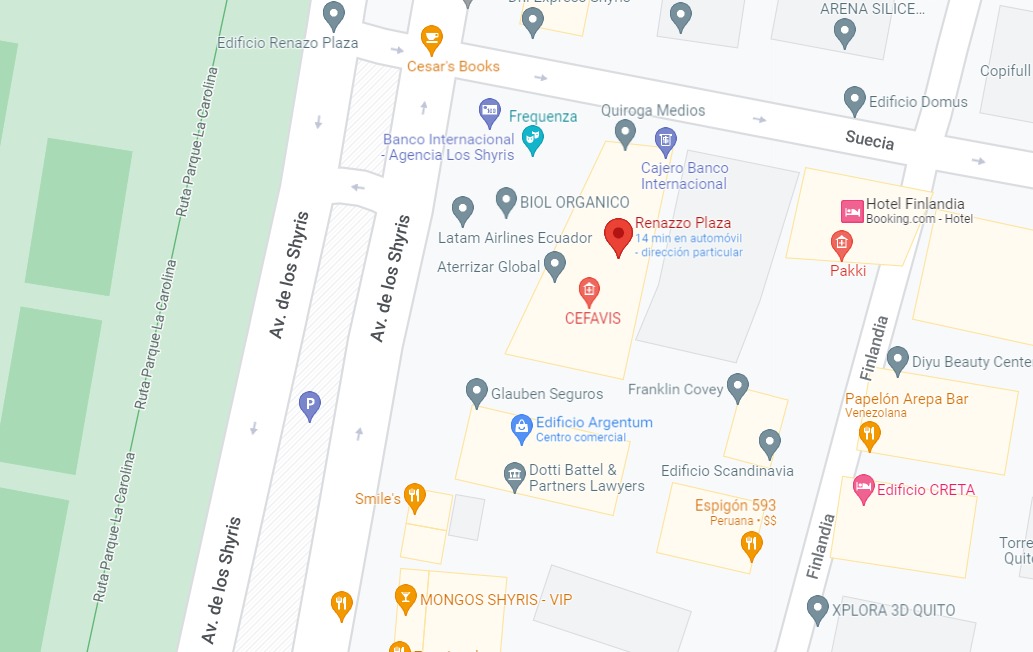 ARENA SILICE...
Edificio Renazo Plaza
Cesar's Books
Copifull
Edificio Domus
Quiroga Medios
Frequenza
Banco Internacional
- Agencia Los Shyris
Suecia
Cajero Banco
Internacional
Ruta-Parque-La-Carolina
BIOL ORGANICO
Hotel Finlandia
Booking.com - Hotel
Renazzo Plaza
14 min en automóvil
- dirección particular
Latam Airlines Ecuador
Aterrizar Global
Pakki
Av. de los Shyris
Av. de los Shyris
CEFAVIS
Finlandia
Ruta-Parque-La-Carolina
Diyu Beauty Center
Franklin Covey
Glauben Seguros
P
Papelón Arepa Bar
Venezolana
Edificio Argentum
Centro comercial
Edificio Scandinavia
Dotti Battel &
Partners Lawyers
Edificio CRETA
Smile's
Espigón 593
Peruana • $$
Ruta-Parque-La-Carolina
Av. de los Shyris
Finlandia
Torre
Quito
MONGOS SHYRIS - VIP
XPLORA 3D QUITO